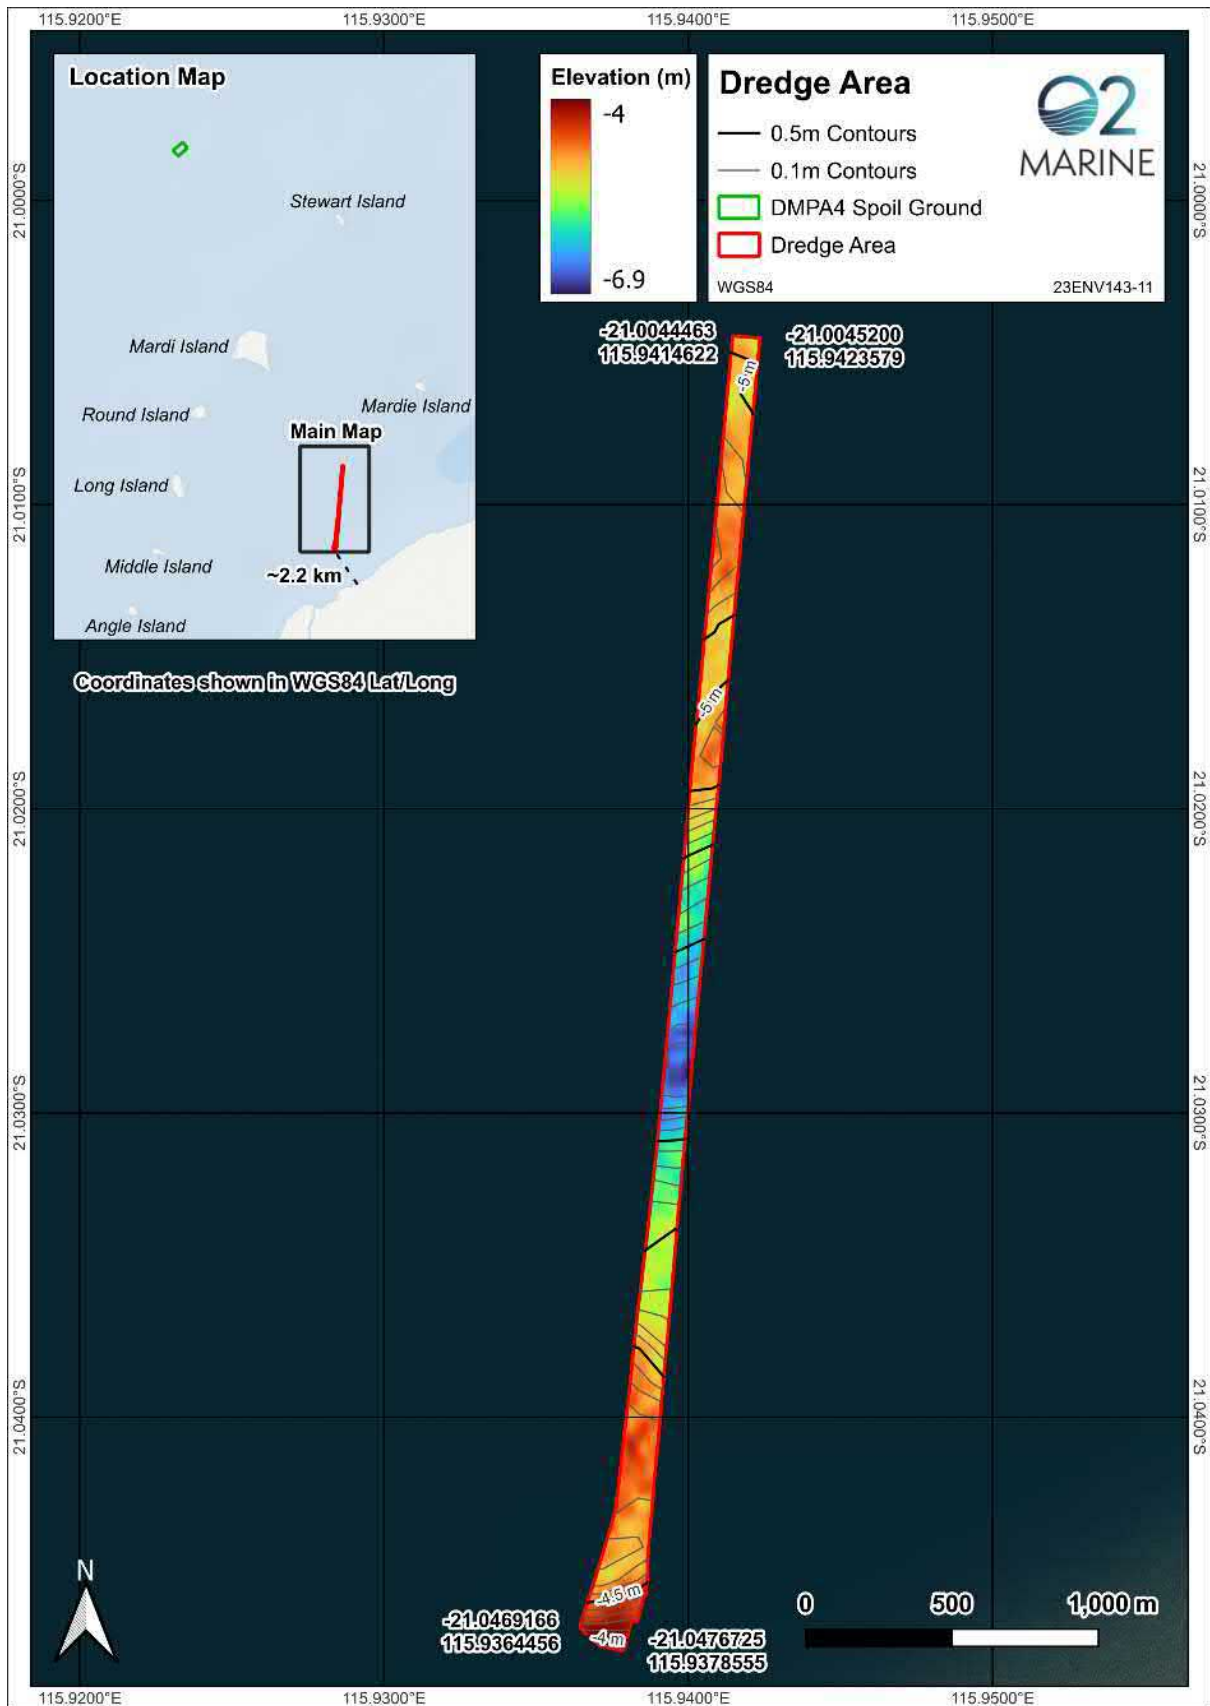 115.9200°E
115.9300°E
115.9400°E
115.9500°E
Location Map
Stewart Island
Mardi Island
Round Island
Mardie Island
Main Map
Long Island
Middle Island
~2.2 km
Angle Island
Coordinates shown in WGS84 Lat/Long
Elevation (m)
-4
-6.9
Dredge Area
0.5m Contours
0.1m Contours
DMPA4 Spoil Ground
Dredge Area
WGS84
23ENV143-11
O2
MARINE
21.0000°S
21.0100°S
21.0200°S
21.0300°S
21.0400°S
21.0000°S
21.0100°S
21.0200°S
21.0300°S
21.0400°S
-21.0044463
115.9414622
-21.0045200
115.9423579
-5 m
-5 m
-4.5 m
-4 m
-21.0469166
115.9364456
-21.0476725
115.9378555
N
0
500
1,000 m
115.9200°E
115.9300°E
115.9400°E
115.9500°E